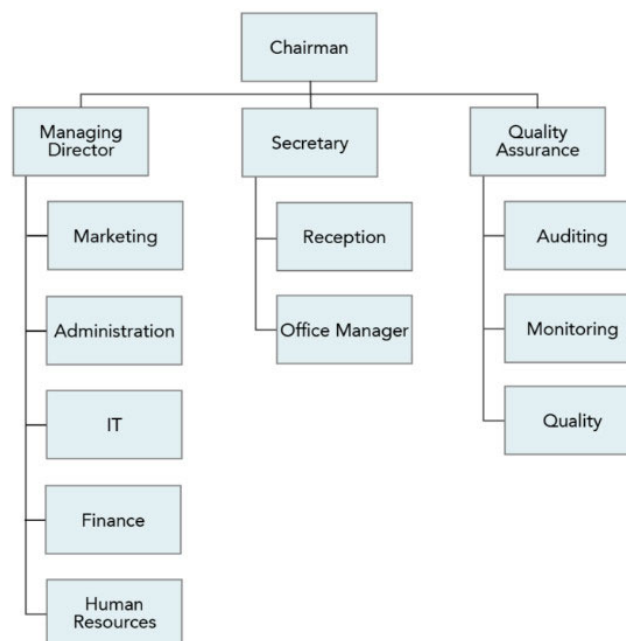 Chairman
Managing
Director
Secretary
Quality
Assurance
Marketing
Reception
Auditing
Administration
Office Manager
Monitoring
IT
Quality
Finance
Human
Resources